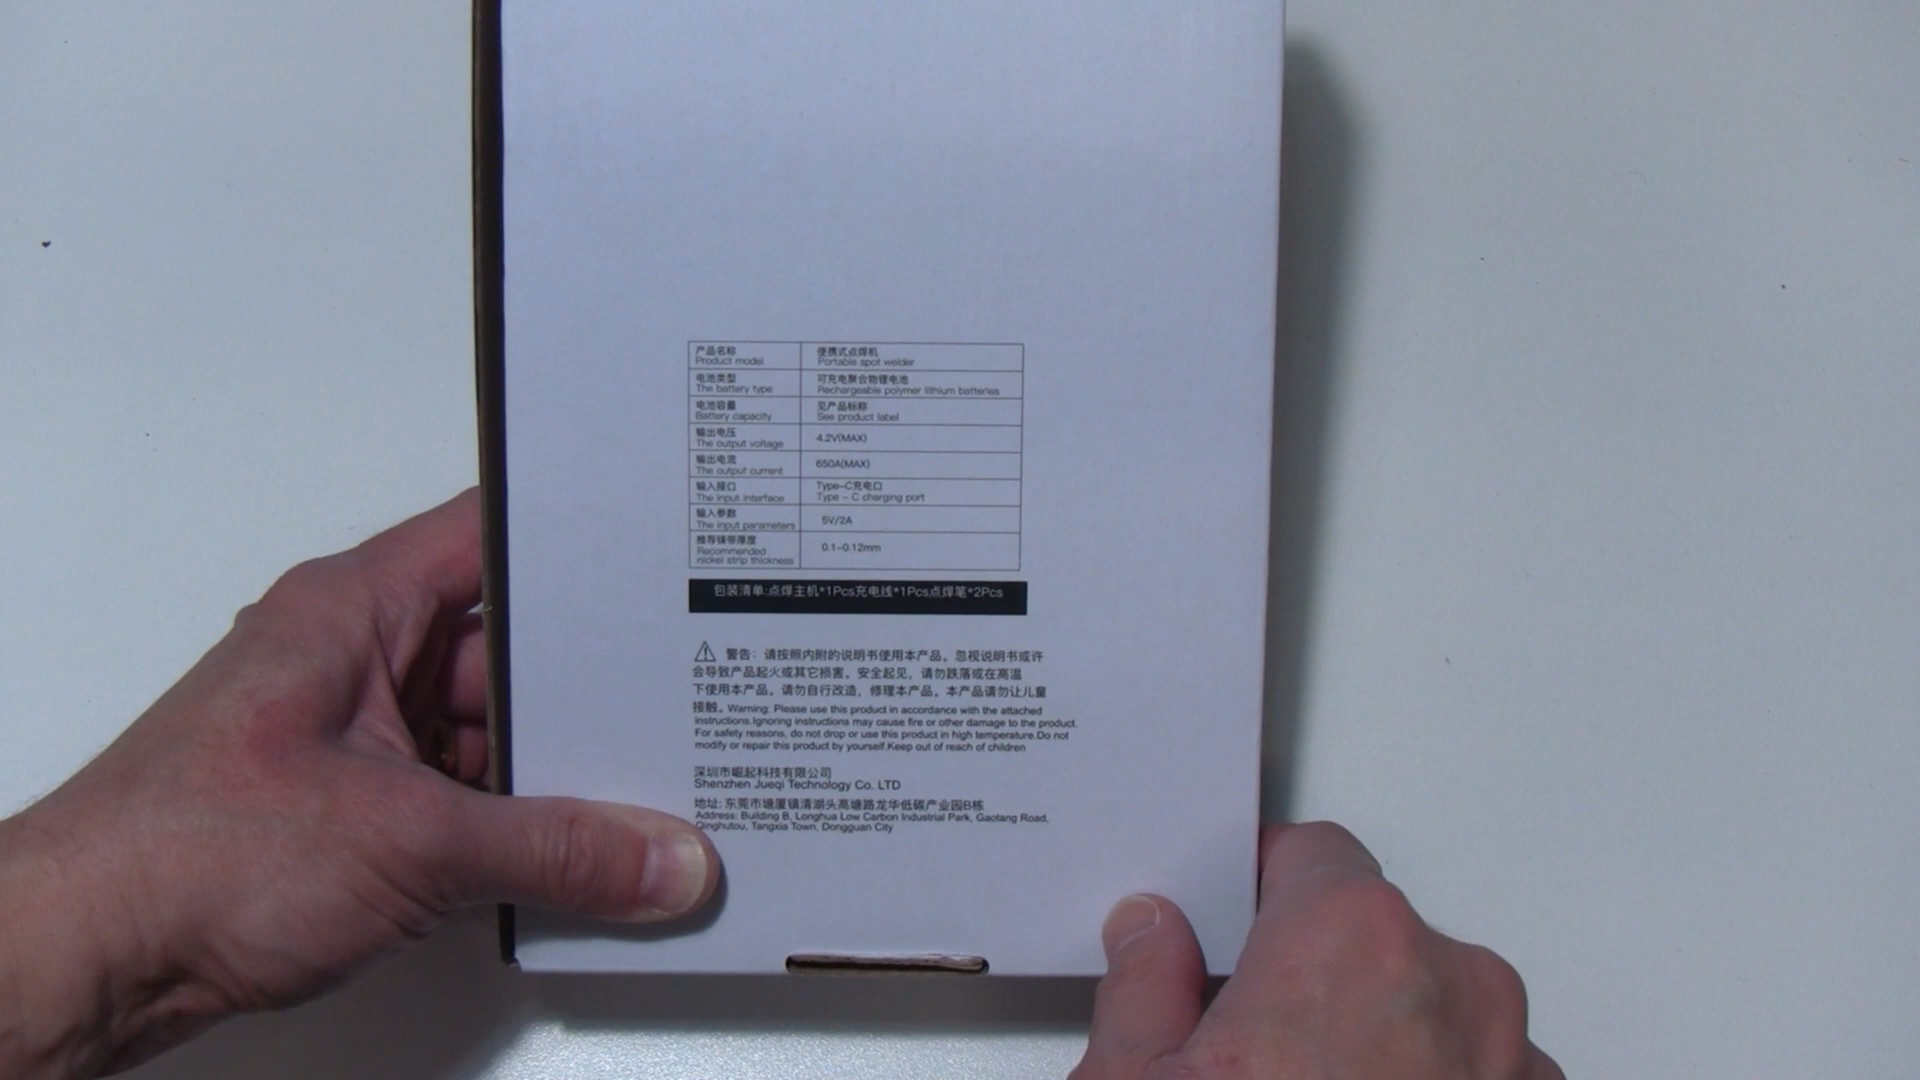 产品名称
Product model
便携式点焊机
Portable spot welder
电池类型
The battery type
可充电聚合物锂电池
Rechargeable polymer lithium batteries
电池容量
Battery capacity
见产品标称
See product label
输出电压
The output voltage
4.2V(MAX)
输出电流
The output current
650A(MAX)
输入接口
The input interface
Type-C充电口
Type - C charging port
输入参数
The input parameters
5V/2A
推荐镍带厚度
Recommended
nickel strip thickness
0.1-0.12mm
包装清单:点焊主机*1Pcs充电线*1Pcs点焊笔*2Pcs
警告：请按照内附的说明书使用本产品。忽视说明书或许
会导致产品起火或其它损害。安全起见，请勿跌落或在高温
下使用本产品。请勿自行改造，修理本产品。本产品请勿让儿童
接触。Warning: Please use this product in accordance with the attached
instructions.Ignoring instructions may cause fire or other damage to the product.
For safety reasons, do not drop or use this product in high temperature.Do not
modify or repair this product by yourself.Keep out of reach of children
深圳市崛起科技有限公司
Shenzhen Jueqi Technology Co. LTD
地址: 东莞市塘厦镇清湖头高塘路龙华低碳产业园B栋
Address: Building B, Longhua Low Carbon Industrial Park, Gaotang Road,
Qinghutou, Tangxia Town, Dongguan City